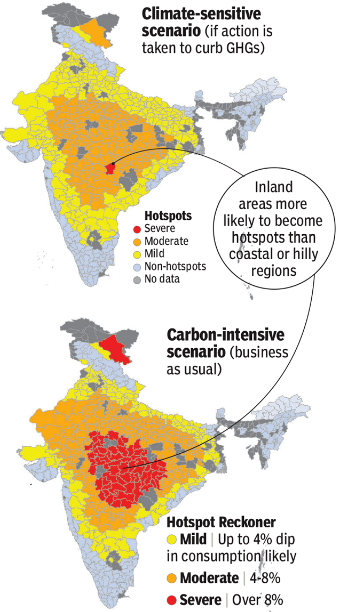 Climate-sensitive
scenario (if action is
taken to curb GHGs)
Hotspots
Severe
Moderate
Mild
Non-hotspots
No data
Inland
areas more
likely to become
hotspots than
coastal or hilly
regions
Carbon-intensive
scenario (business
as usual)
Hotspot Reckoner
Mild | Up to 4% dip
in consumption likely
Moderate | 4-8%
Severe | Over 8%